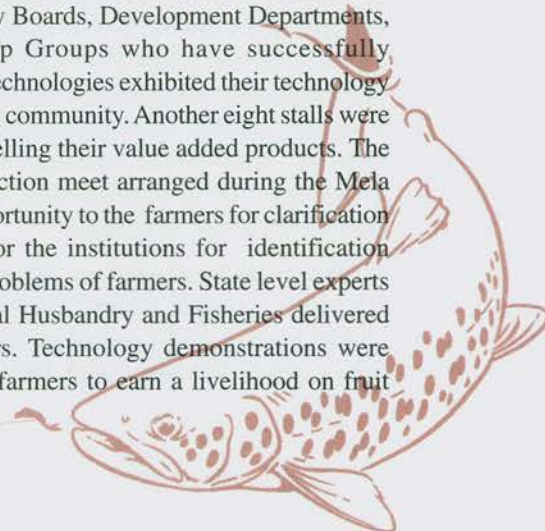 y Boards, Development Departments,
p Groups who have successfully
echnologies exhibited their technology
community. Another eight stalls were
elling their value added products. The
ction meet arranged during the Mela
ortunity to the farmers for clarification
or the institutions for identification
oblems of farmers. State level experts
al Husbandry and Fisheries delivered
rs. Technology demonstrations were
farmers to earn a livelihood on fruit